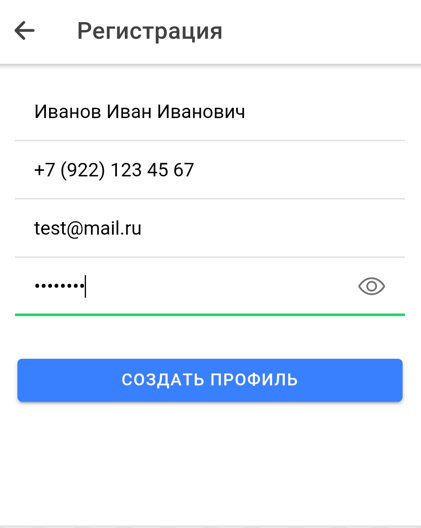 Регистрация
Иванов Иван Иванович
+7 (922) 123 45 67
test@mail.ru
••••••••
СОЗДАТЬ ПРОФИЛЬ